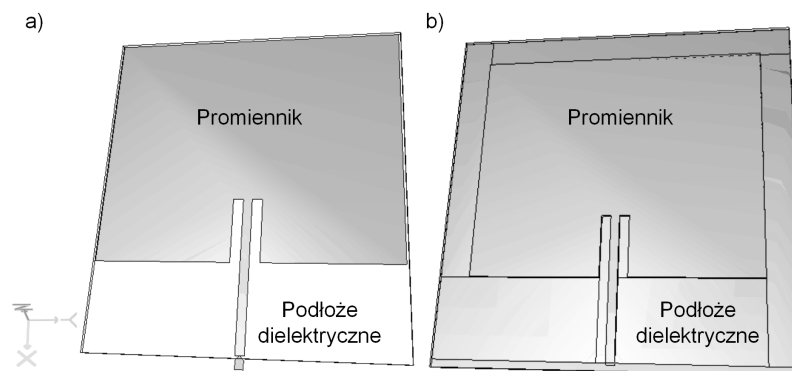 a)
Promiennik
Podłoże
dielektryczne
b)
Promiennik
Podłoże
dielektryczne
Y
X